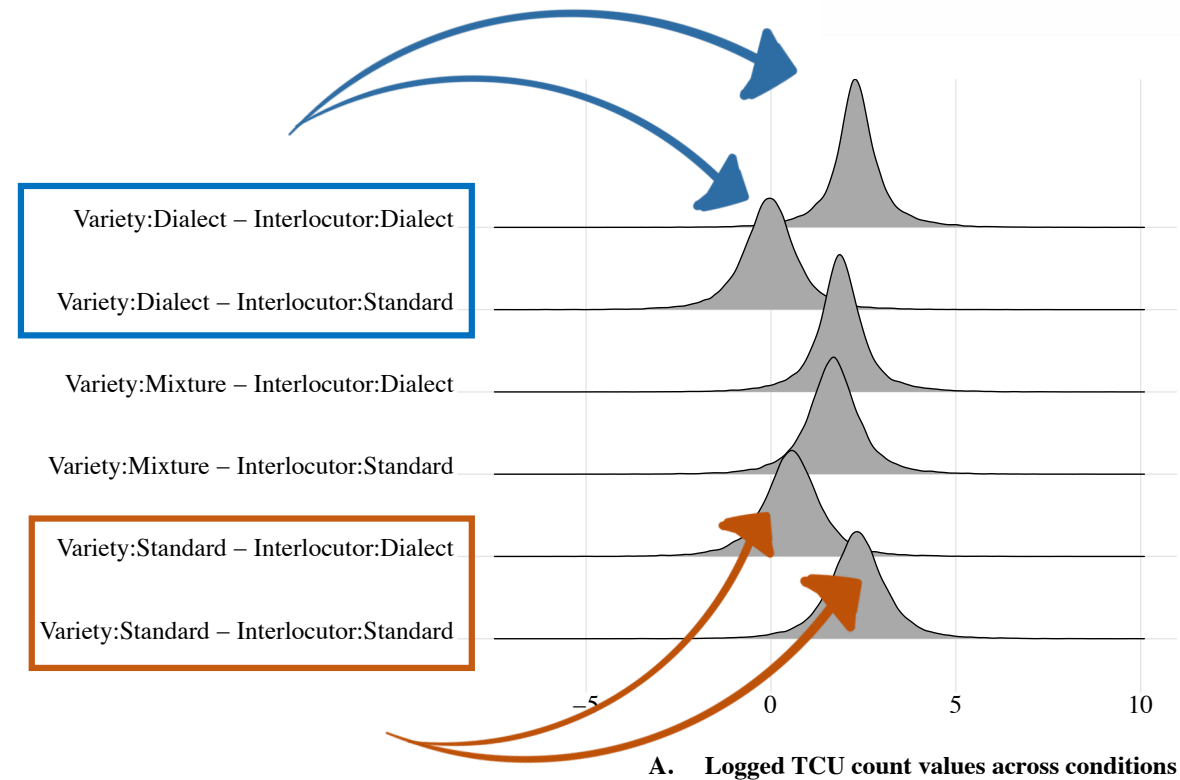 Variety:Dialect – Interlocutor:Dialect
Variety:Dialect – Interlocutor:Standard
Variety:Mixture – Interlocutor:Dialect
Variety:Mixture – Interlocutor:Standard
Variety:Standard – Interlocutor:Dialect
Variety:Standard – Interlocutor:Standard
−5 0 5 10
A. Logged TCU count values across conditions